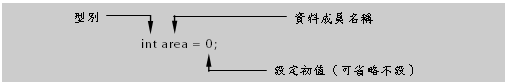 型別
資料成員名稱
int area = 0;
設定初值（可省略不設）